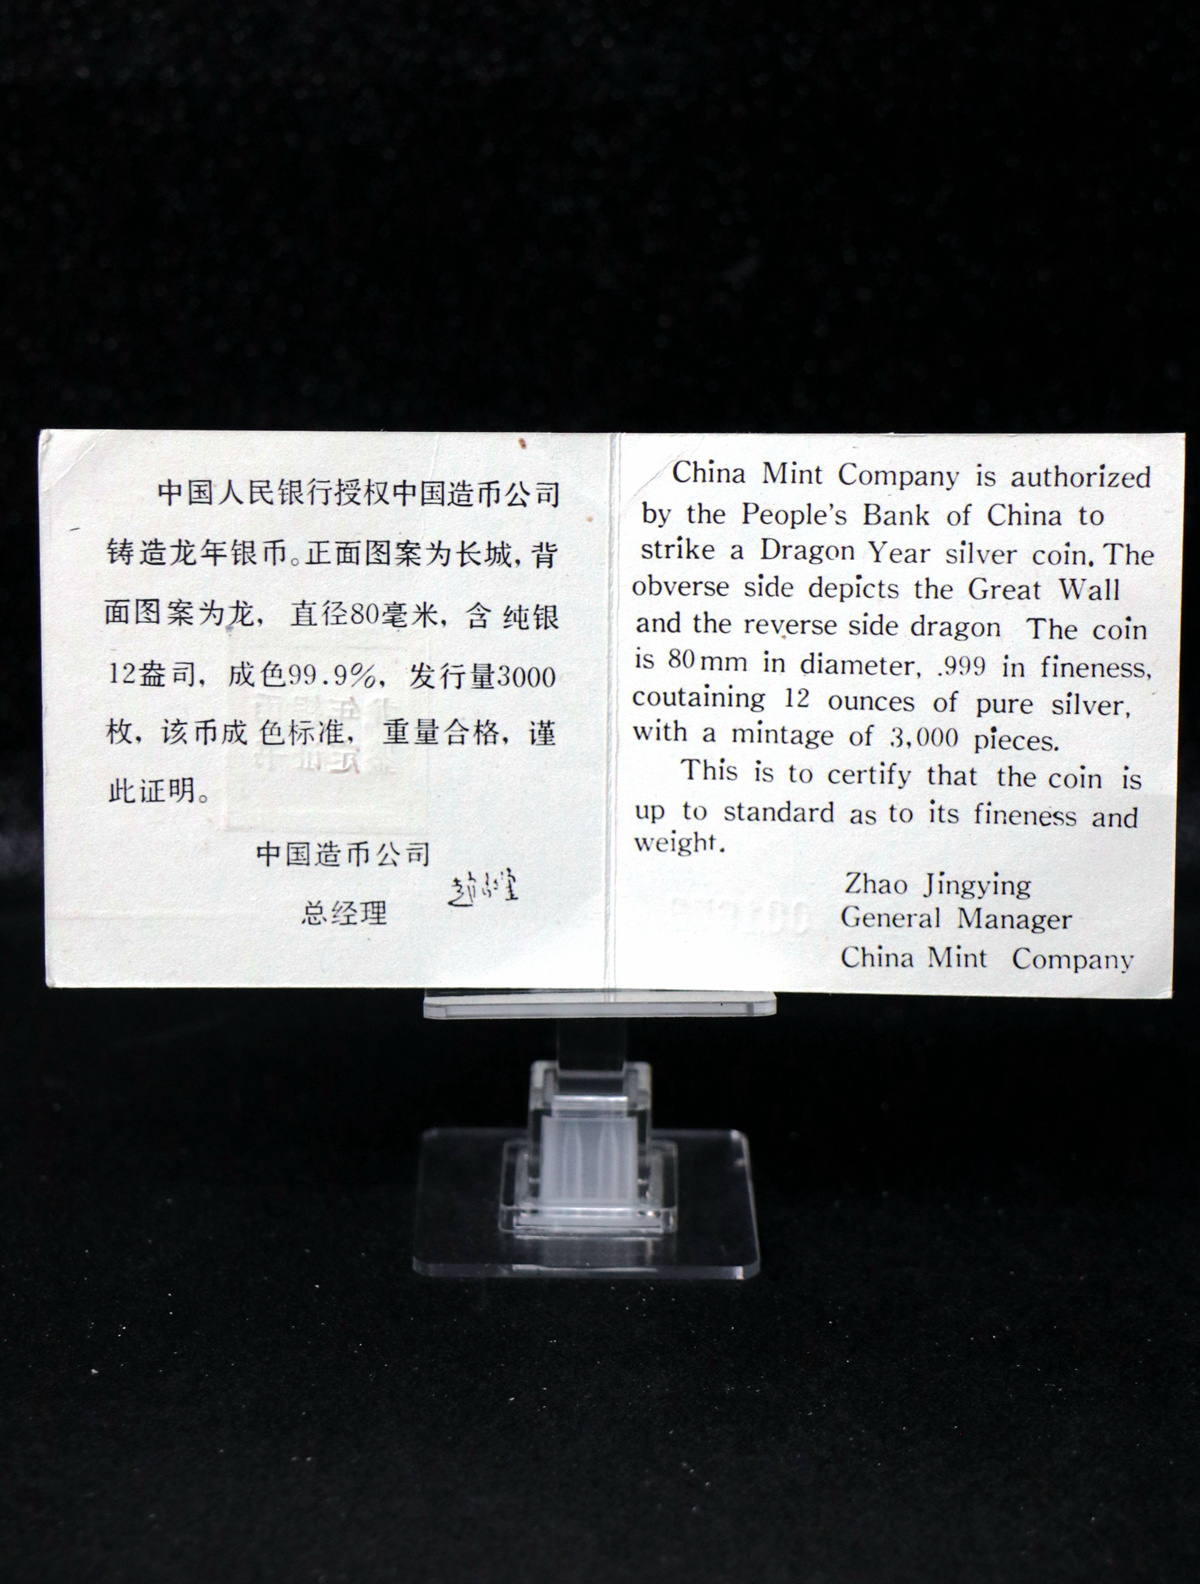 中国人民银行授权中国造币公司
铸造龙年银币。正面图案为长城，背
面图案为龙， 直径80毫米，含 纯银
12盎司，成色99.9%，发行量3000
枚，该币成 色标准， 重量合格，谨
此证明。
中国造币公司
总经理
China Mint Company is authorized
by the People's Bank of China to
strike a Dragon Year silver coin. The
obverse side depicts the Great Wall
and the reverse side dragon The coin
is 80mm in diameter, .999 in fineness,
coutaining 12 ounces of pure silver,
with a mintage of 3,000 pieces.
This is to certify that the coin is
up to standard as to its fineness and
weight.
Zhao Jingying
General Manager
China Mint Company